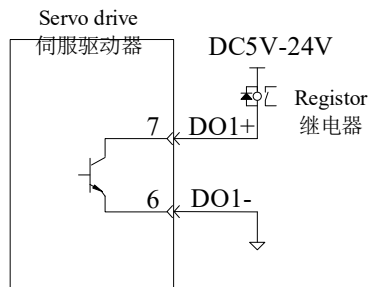 Servo drive
伺服驱动器
DC5V-24V
Registor
继电器
7 DO1+
6 DO1-